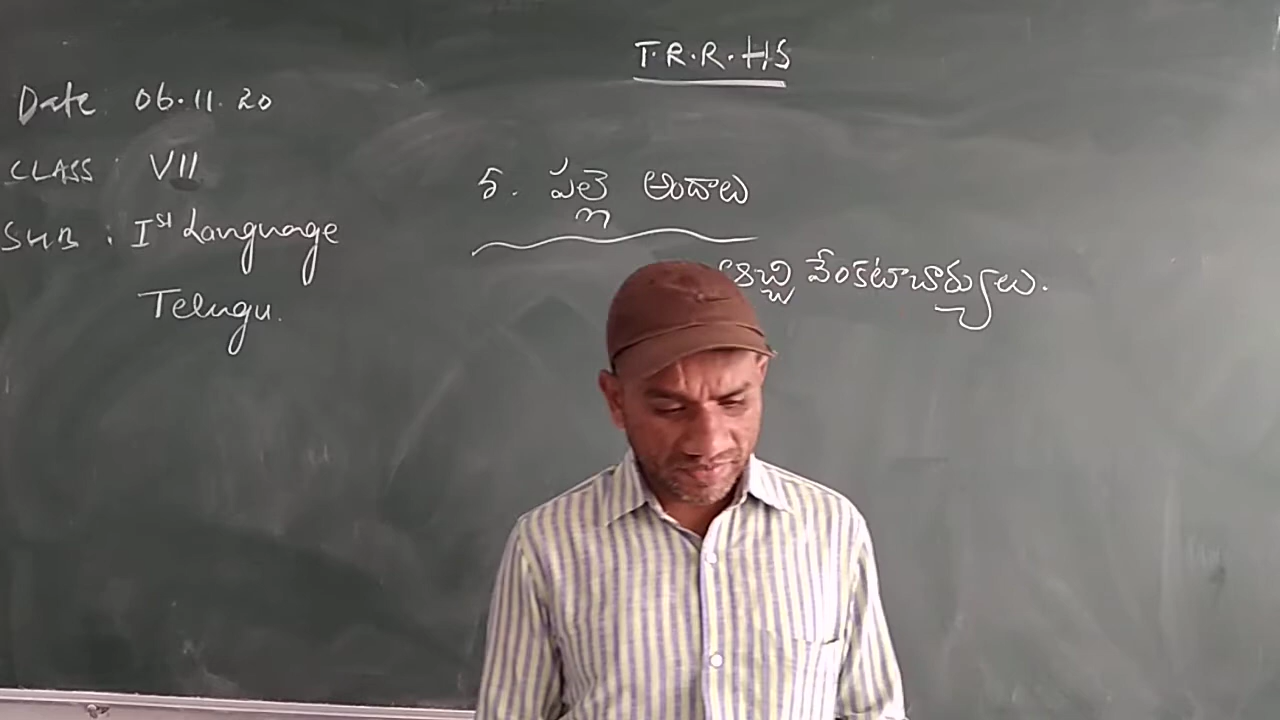 T.R.R.HS
Date: 06.11.20
CLASS: VII
SUB: Ist Language
Telugu.
5. పల్లె అందాలు
వేంకటాచార్యులు.